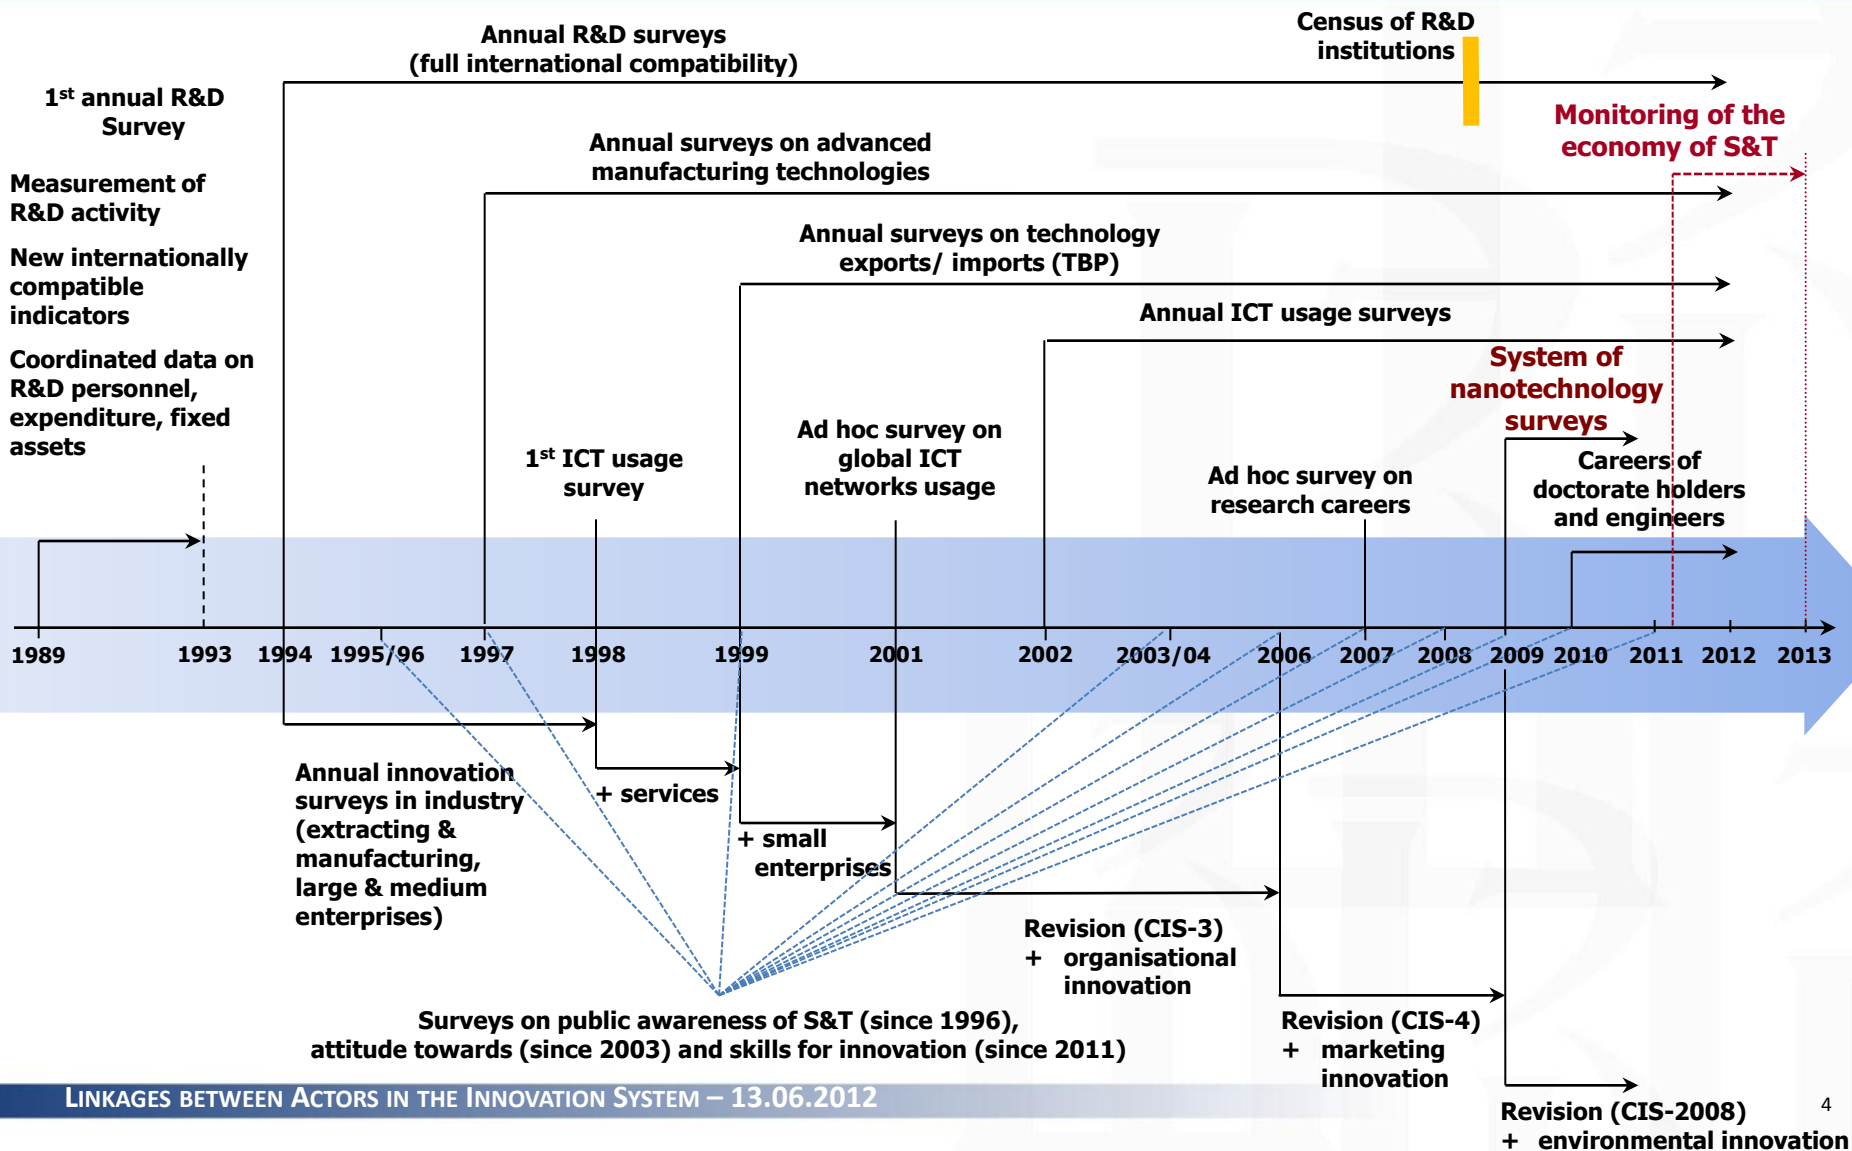 Annual R&D surveys
(full international compatibility)
Census of R&D
institutions
1st annual R&D
Survey
Monitoring of the
economy of S&T
Annual surveys on advanced
manufacturing technologies
Measurement of
R&D activity
New internationally
compatible
indicators
Coordinated data on
R&D personnel,
expenditure, fixed
assets
Annual surveys on technology
exports/ imports (TBP)
Annual ICT usage surveys
System of
nanotechnology
surveys
1st ICT usage
survey
Ad hoc survey on
global ICT
networks usage
Ad hoc survey on
research careers
Careers of
doctorate holders
and engineers
1989 1993 1994 1995/96 1997 1998 1999 2001 2002 2003/04 2006 2007 2008 2009 2010 2011 2012 2013
Annual innovation
surveys in industry
(extracting &
manufacturing,
large & medium
enterprises)
+ services
+ small
enterprises
Revision (CIS-3)
+ organisational
innovation
Revision (CIS-4)
+ marketing
innovation
Revision (CIS-2008)
+ environmental innovation
Surveys on public awareness of S&T (since 1996),
attitude towards (since 2003) and skills for innovation (since 2011)
LINKAGES BETWEEN ACTORS IN THE INNOVATION SYSTEM – 13.06.2012
4